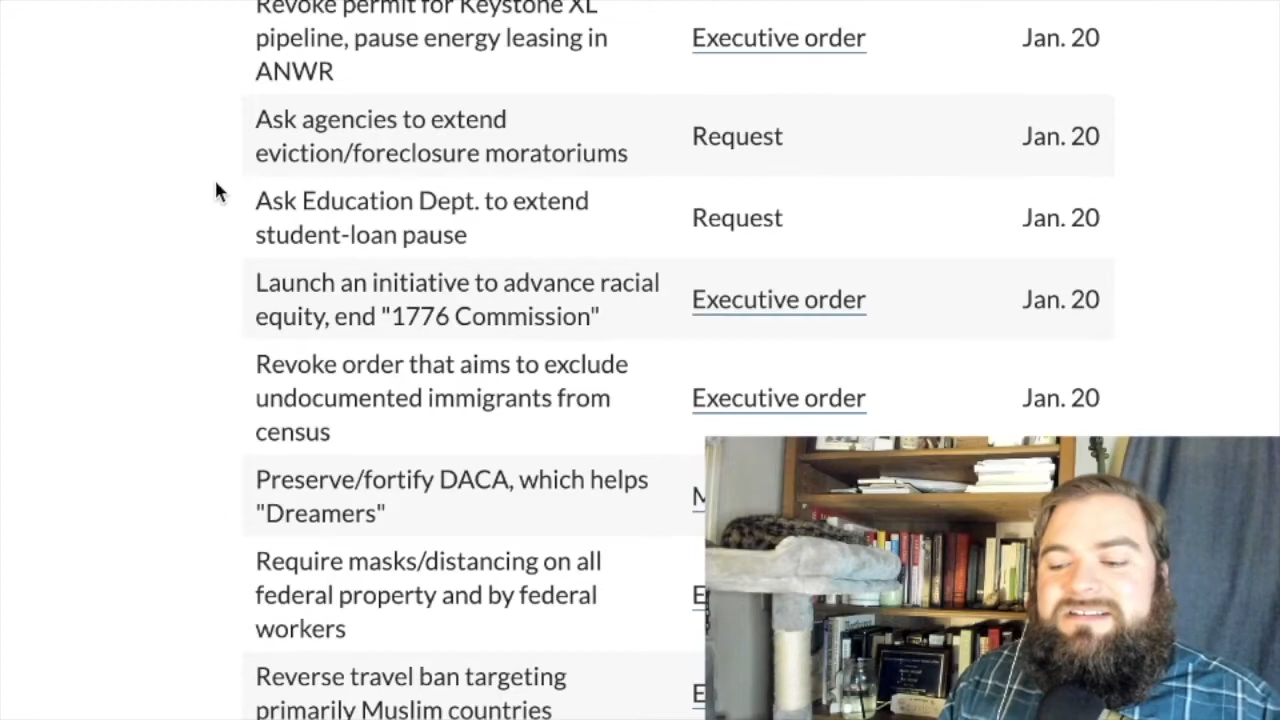 Revoke permit for Keystone XL
pipeline, pause energy leasing in
ANWR
Executive order
Jan. 20
Ask agencies to extend
eviction/foreclosure moratoriums
Request
Jan. 20
Ask Education Dept. to extend
student-loan pause
Request
Jan. 20
Launch an initiative to advance racial
equity, end "1776 Commission"
Executive order
Jan. 20
Revoke order that aims to exclude
undocumented immigrants from
census
Executive order
Jan. 20
Preserve/fortify DACA, which helps
"Dreamers"
Require masks/distancing on all
federal property and by federal
workers
Reverse travel ban targeting
primarily Muslim countries